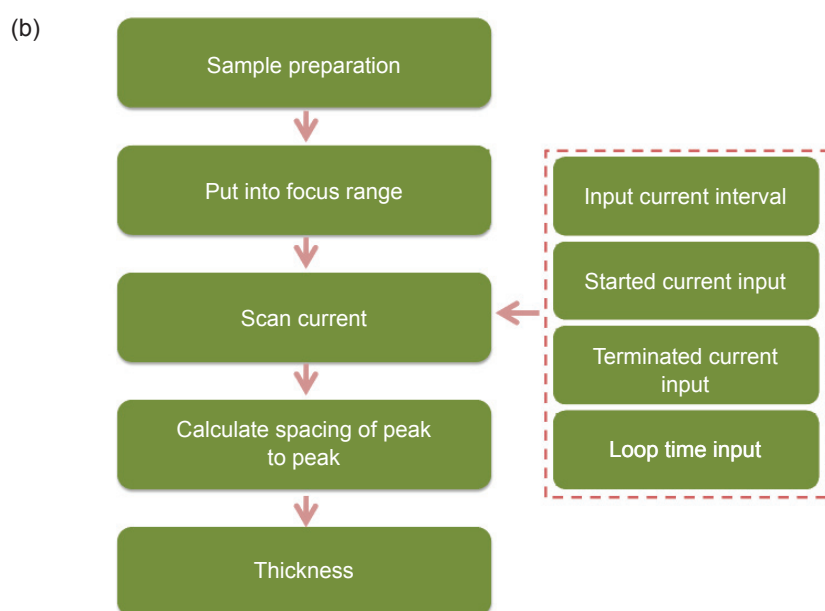 (b)
Sample preparation
Put into focus range
Scan current
Calculate spacing of peak
to peak
Thickness
Input current interval
Started current input
Terminated current
input
Loop time input